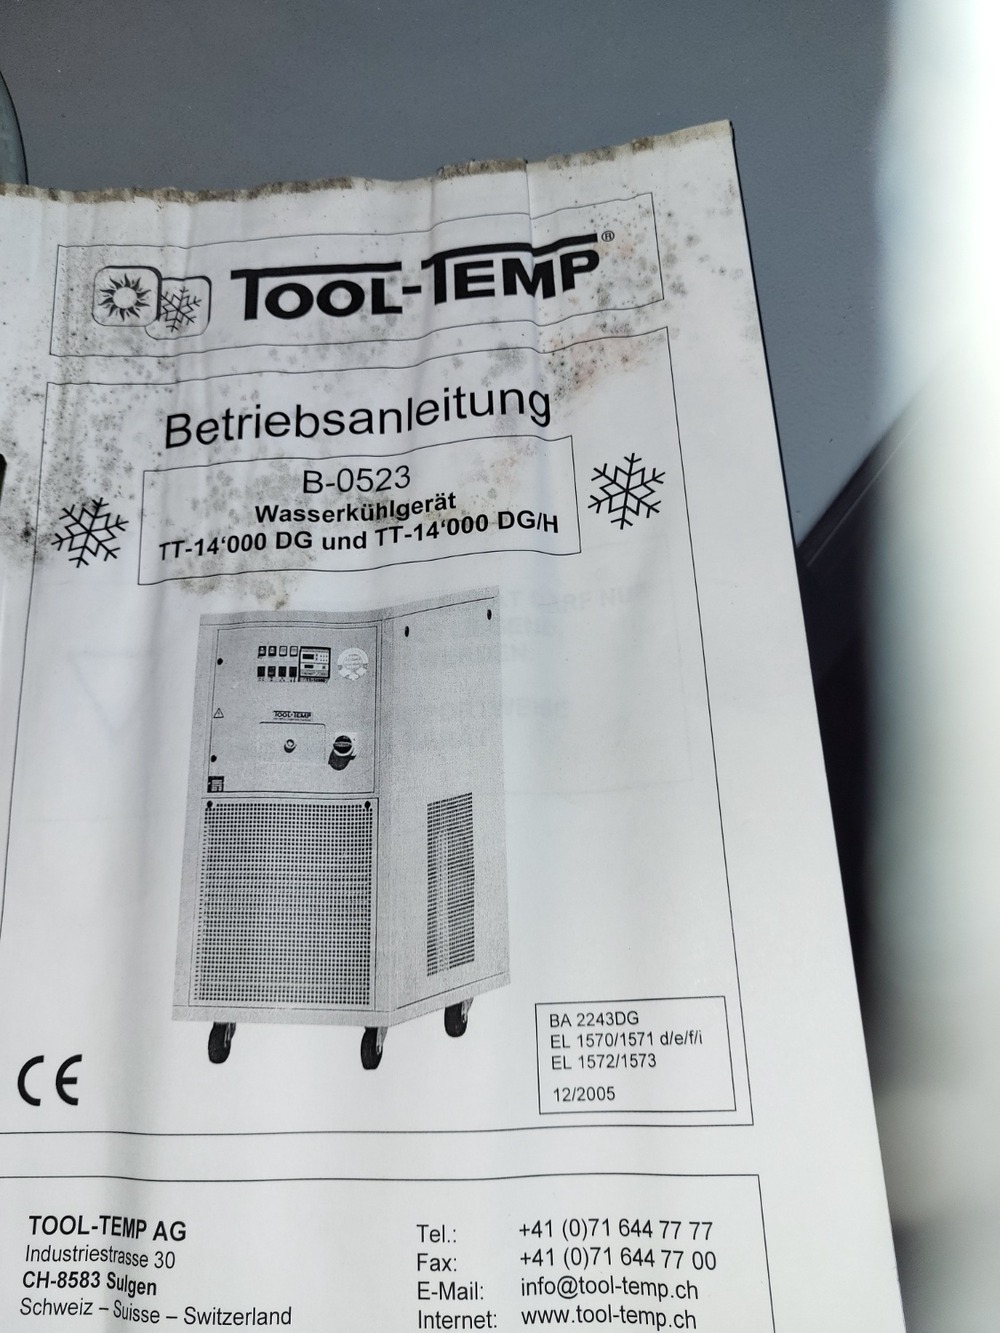 TOOL-TEMP®
Betriebsanleitung
B-0523
Wasserkühlgerät
TT-14'000 DG und TT-14'000 DG/H
TOOL-TEMP
BA 2243DG
EL 1570/1571 d/e/f/i
EL 1572/1573
12/2005
CE
TOOL-TEMP AG
Industriestrasse 30
CH-8583 Sulgen
Schweiz – Suisse – Switzerland
Tel.: +41 (0)71 644 77 77
Fax: +41 (0)71 644 77 00
E-Mail: info@tool-temp.ch
Internet: www.tool-temp.ch